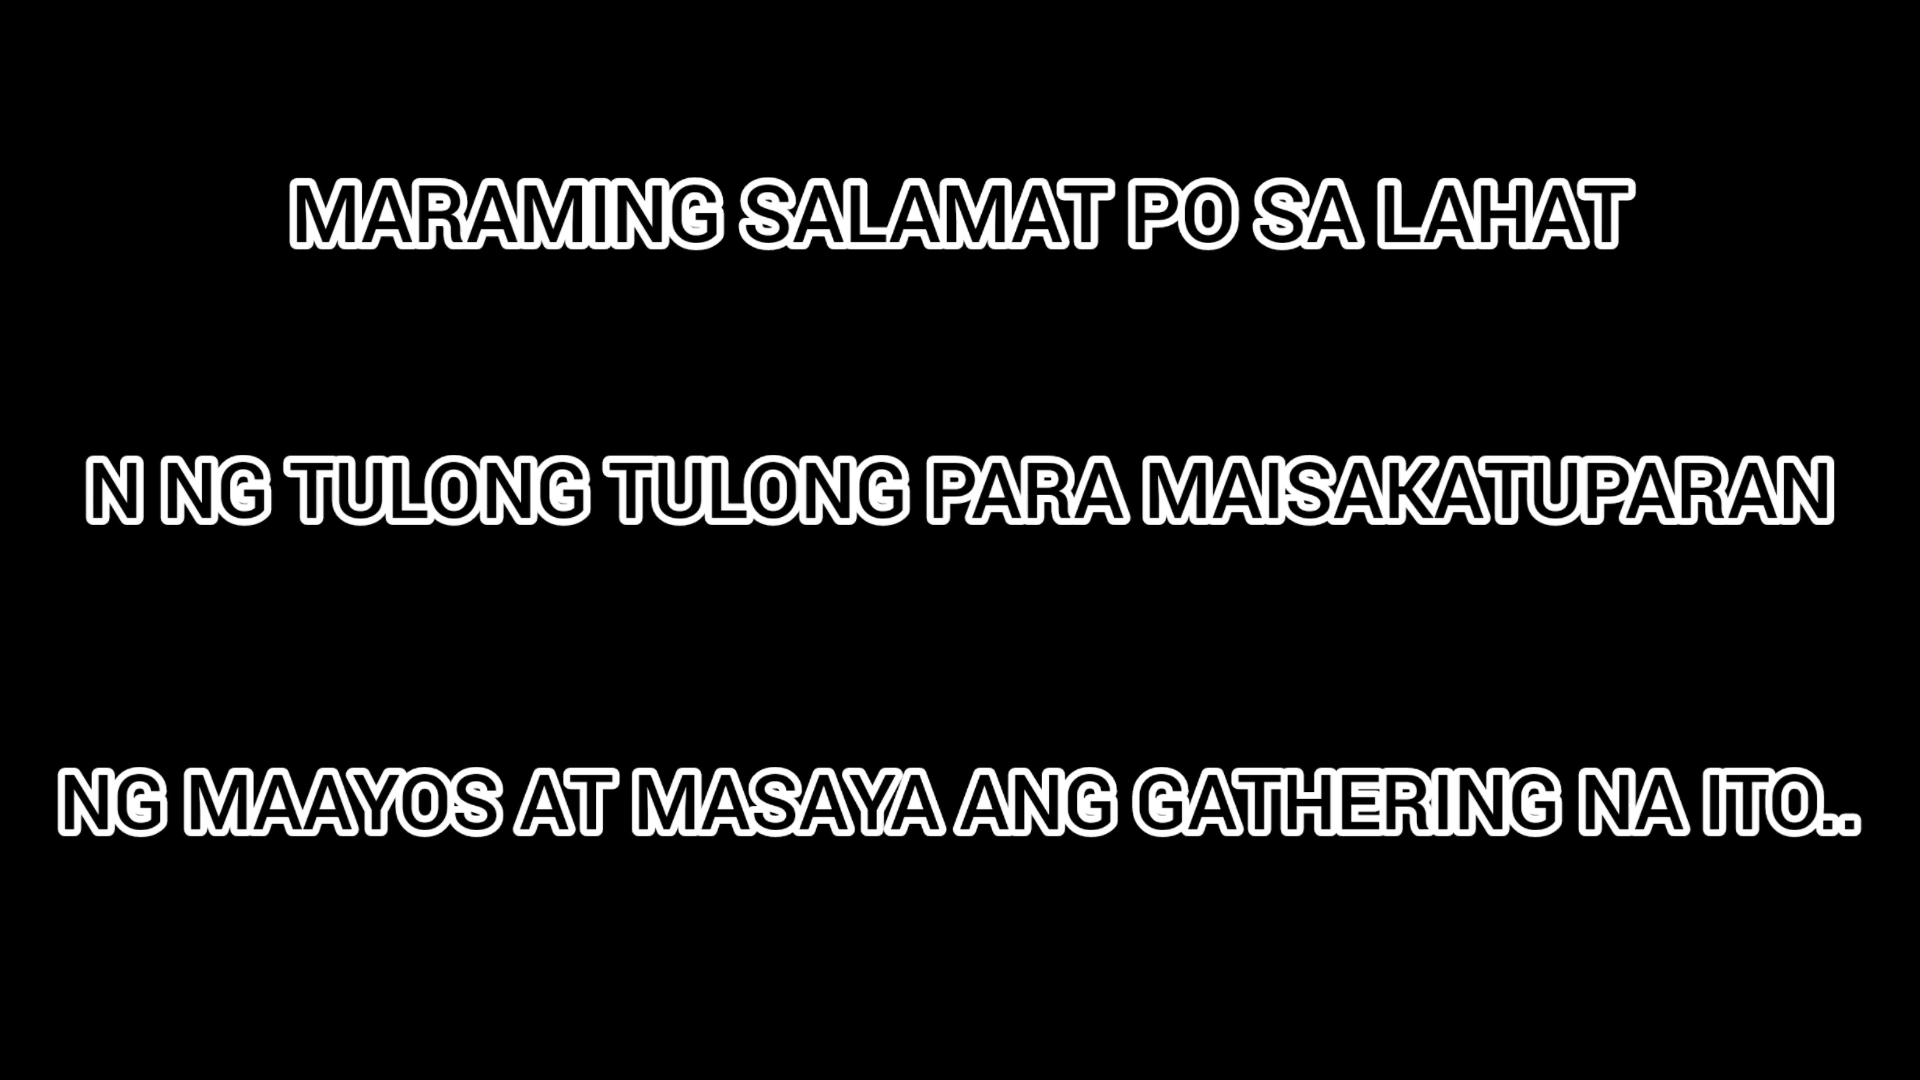 MARAMING SALAMAT PO SA LAHAT
N NG TULONG TULONG PARA MAISAKATUPARAN
NG MAAYOS AT MASAYA ANG GATHERING NA ITO..